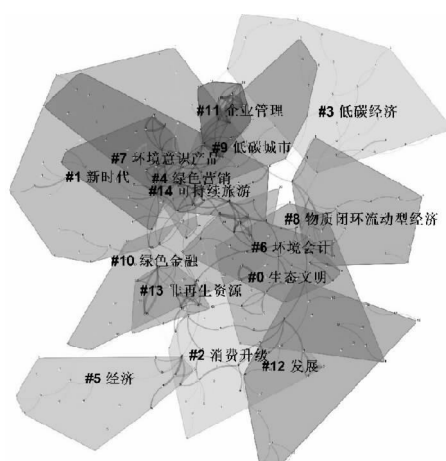 #11 企业管理
#3 低碳经济
#9 低碳城市
#7 环境意识产品
#1 新时代
#4 绿色营销
#14 可持续旅游
#8 物质闭环流动型经济
#6 环境会计
#10 绿色金融
#0 生态文明
#13 非再生资源
#2 消费升级
#12 发展
#5 经济